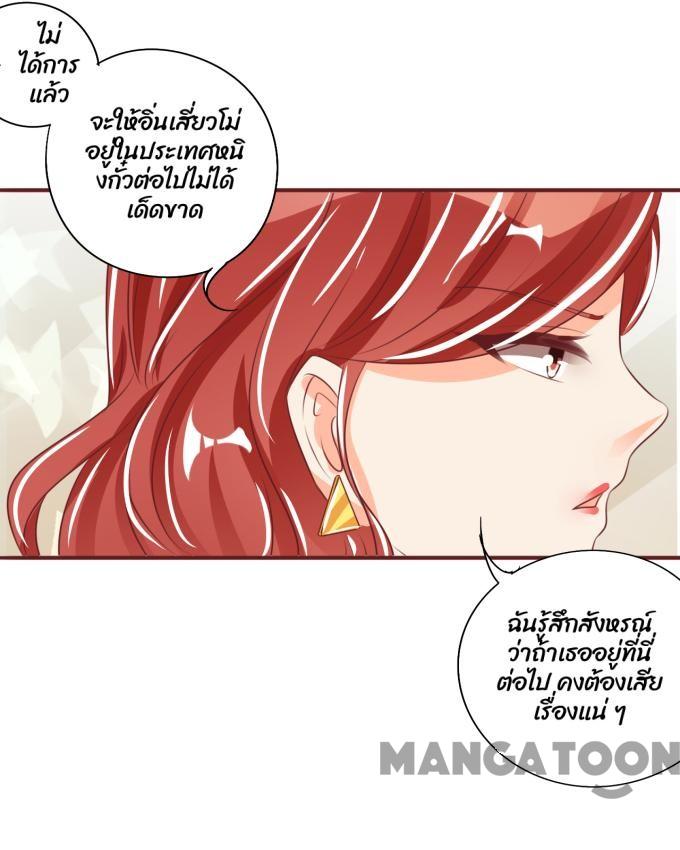 ไม่
ได้การ
แล้ว
จะให้อิ่นเสี่ยวโม่
อยู่ในประเทศหนิ
งกั๋วต่อไปไม่ได้
เด็ดขาด
ฉันรู้สึกสังหรณ์
ว่าถ้าเธออยู่ที่นี่
ต่อไป คงต้องเสีย
เรื่องแน่ ๆ
MANGATOON